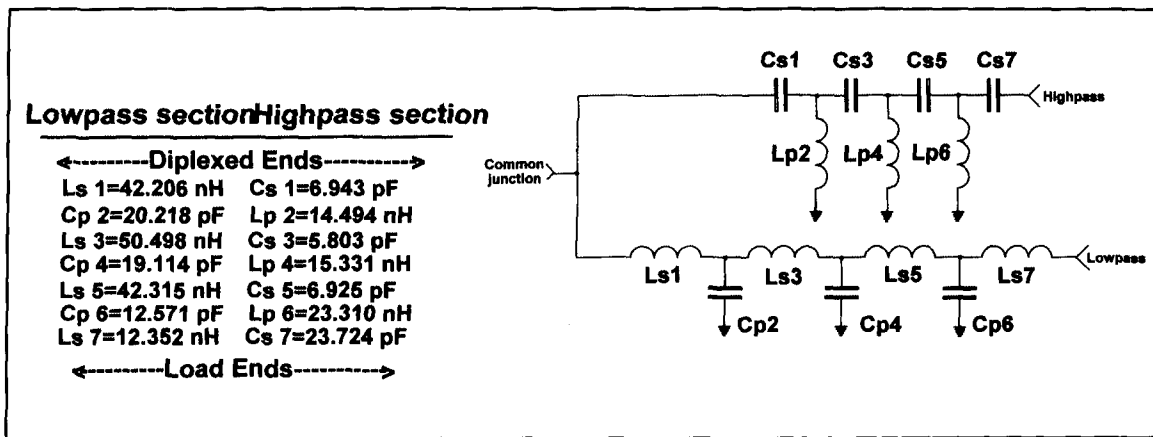 Lowpass sectionHighpass section
<---------Diplexed Ends---------->
Ls 1=42.206 nH Cs 1=6.943 pF
Cp 2=20.218 pF Lp 2=14.494 nH
Ls 3=50.498 nH Cs 3=5.803 pF
Cp 4=19.114 pF Lp 4=15.331 nH
Ls 5=42.315 nH Cs 5=6.925 pF
Cp 6=12.571 pF Lp 6=23.310 nH
Ls 7=12.352 nH Cs 7=23.724 pF
<---------Load Ends---------->
Cs1 Cs3 Cs5 Cs7
Highpass
Lp2 Lp4 Lp6
Common
junction
Lowpass
Ls1 Ls3 Ls5 Ls7
Cp2 Cp4 Cp6